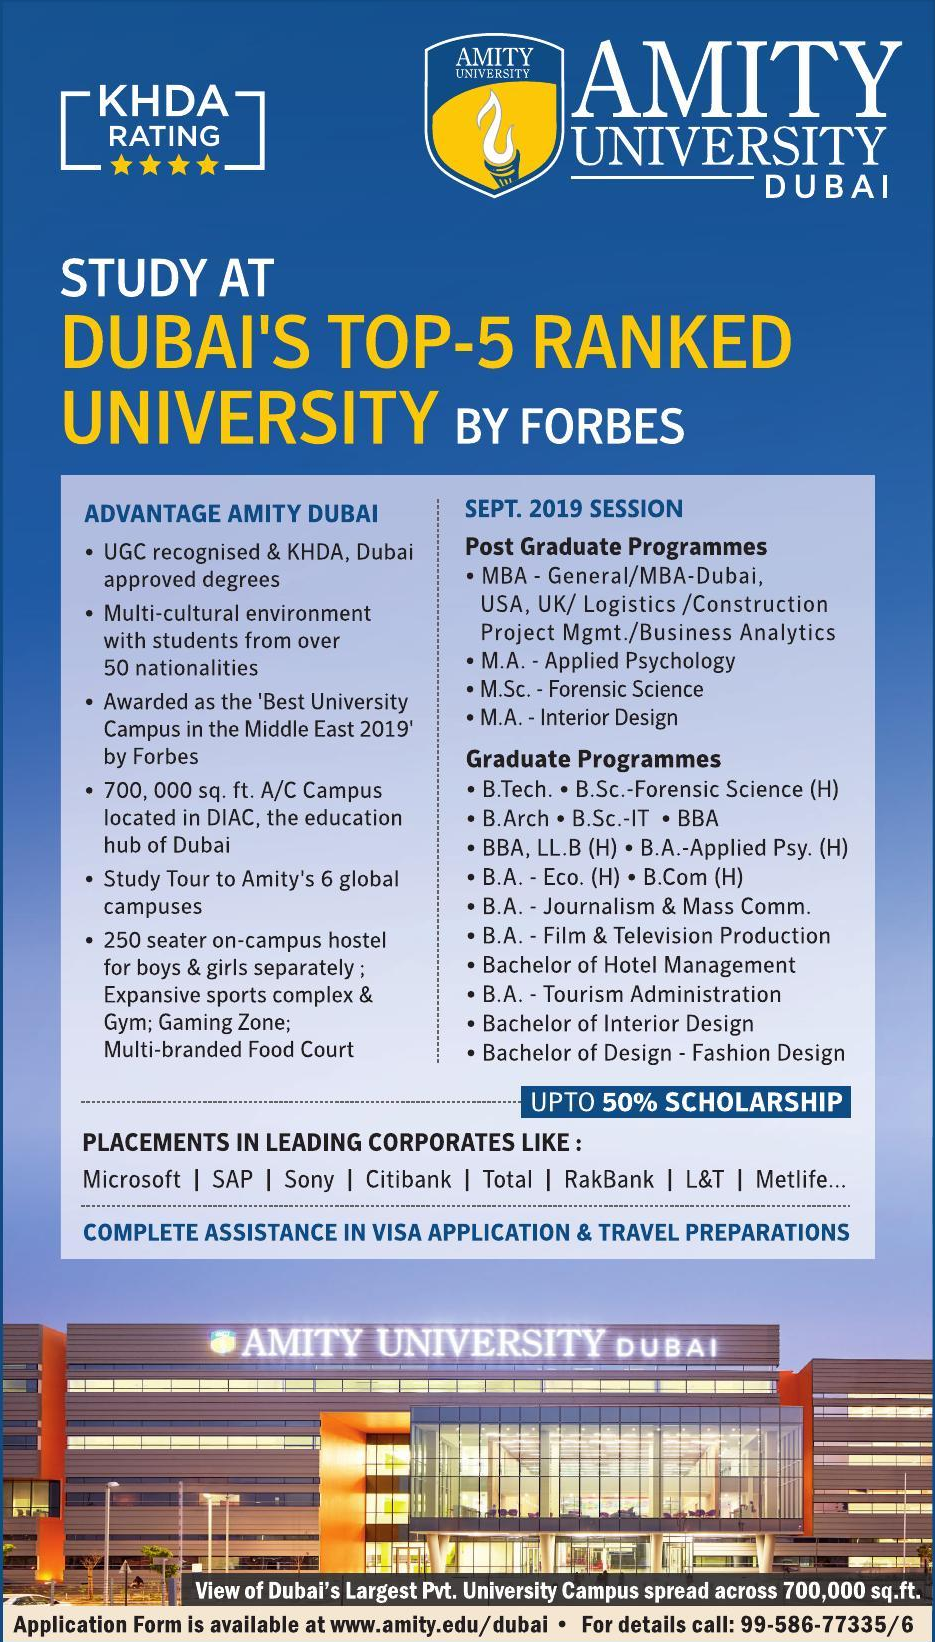 KHDA
RATING
AMITY
UNIVERSITY
AMITY
UNIVERSITY
DUBAI
STUDY AT
DUBAI'S TOP-5 RANKED
UNIVERSITY BY FORBES
ADVANTAGE AMITY DUBAI
• UGC recognised & KHDA, Dubai
approved degrees
• Multi-cultural environment
with students from over
50 nationalities
• Awarded as the 'Best University
Campus in the Middle East 2019'
by Forbes
• 700, 000 sq. ft. A/C Campus
located in DIAC, the education
hub of Dubai
• Study Tour to Amity's 6 global
campuses
• 250 seater on-campus hostel
for boys & girls separately ;
Expansive sports complex &
Gym; Gaming Zone;
Multi-branded Food Court
SEPT. 2019 SESSION
Post Graduate Programmes
• MBA - General/MBA-Dubai,
USA, UK/ Logistics /Construction
Project Mgmt./Business Analytics
• M.A. - Applied Psychology
• M.Sc. - Forensic Science
• M.A. - Interior Design
Graduate Programmes
• B.Tech. • B.Sc.-Forensic Science (H)
• B.Arch • B.Sc.-IT • BBA
• BBA, LL.B (H) • B.A.-Applied Psy. (H)
• B.A. - Eco. (H) • B.Com (H)
• B.A. - Journalism & Mass Comm.
• B.A. - Film & Television Production
• Bachelor of Hotel Management
• B.A. - Tourism Administration
• Bachelor of Interior Design
• Bachelor of Design - Fashion Design
UPTO 50% SCHOLARSHIP
PLACEMENTS IN LEADING CORPORATES LIKE :
Microsoft | SAP | Sony | Citibank | Total | RakBank | L&T | Metlife...
COMPLETE ASSISTANCE IN VISA APPLICATION & TRAVEL PREPARATIONS
AMITY UNIVERSITY DUBAI
View of Dubai's Largest Pvt. University Campus spread across 700,000 sq.ft.
Application Form is available at www.amity.edu/dubai • For details call: 99-586-77335/6